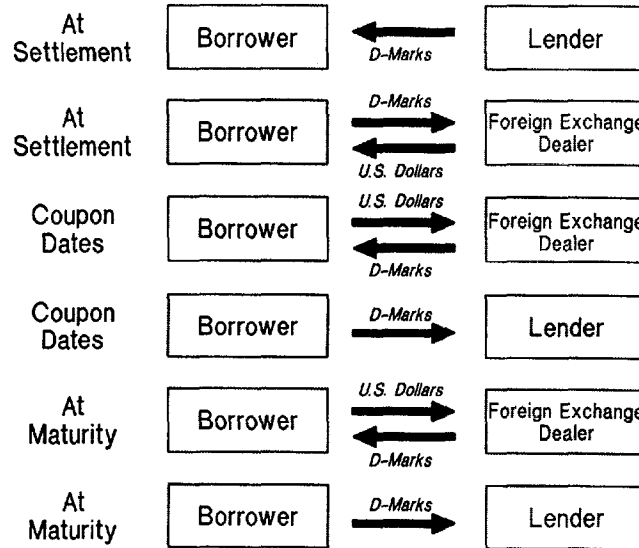 At
Settlement
Borrower
D-Marks
Lender
At
Settlement
Borrower
D-Marks
U.S. Dollars
Foreign Exchange
Dealer
Coupon
Dates
Borrower
U.S. Dollars
D-Marks
Foreign Exchange
Dealer
Coupon
Dates
Borrower
D-Marks
Lender
At
Maturity
Borrower
U.S. Dollars
D-Marks
Foreign Exchange
Dealer
At
Maturity
Borrower
D-Marks
Lender